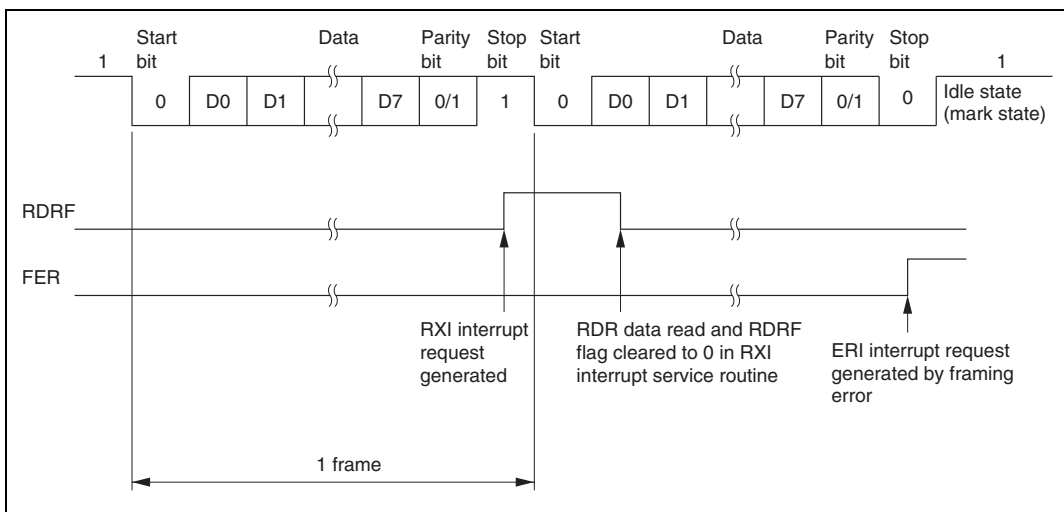 Start bit
Data
Parity bit
Stop bit
Start bit
Data
Parity bit
Stop bit
1
0
D0
D1
D7
0/1
1
0
D0
D1
D7
0/1
0
1
Idle state
(mark state)
RDRF
FER
RXI interrupt
request
generated
RDR data read and RDRF
flag cleared to 0 in RXI
interrupt service routine
ERI interrupt request
generated by framing
error
1 frame